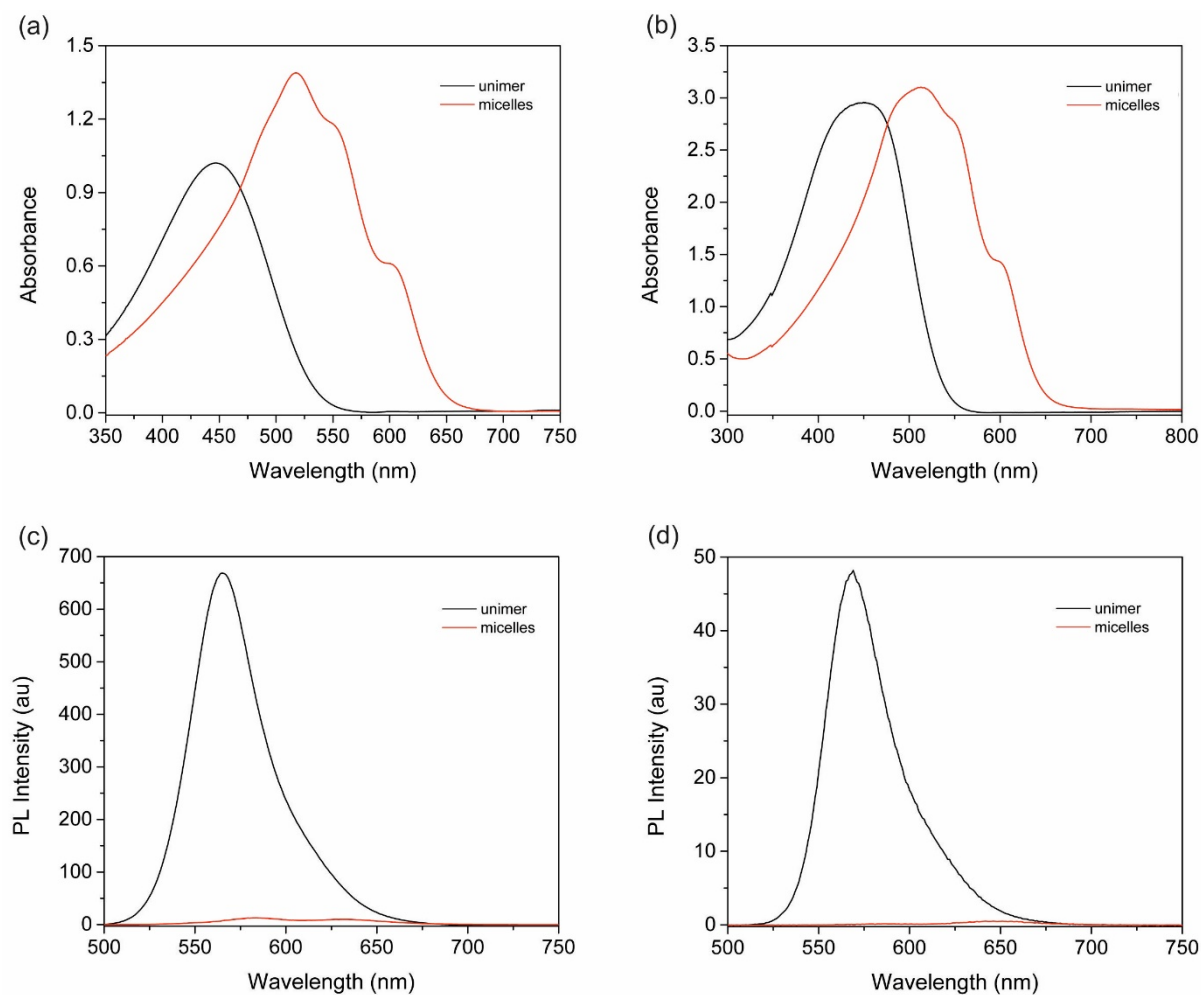 (a)
1.5
1.2
0.9
0.6
0.3
0.0
Absorbance
unimer
micelles
350 400 450 500 550 600 650 700 750
Wavelength (nm)
(b)
3.5
3.0
2.5
2.0
1.5
1.0
0.5
0.0
Absorbance
unimer
micelles
300 400 500 600 700 800
Wavelength (nm)
(c)
700
600
500
400
300
200
100
0
PL Intensity (au)
unimer
micelles
500 550 600 650 700 750
Wavelength (nm)
(d)
50
40
30
20
10
0
PL Intensity (au)
unimer
micelles
500 550 600 650 700 750
Wavelength (nm)